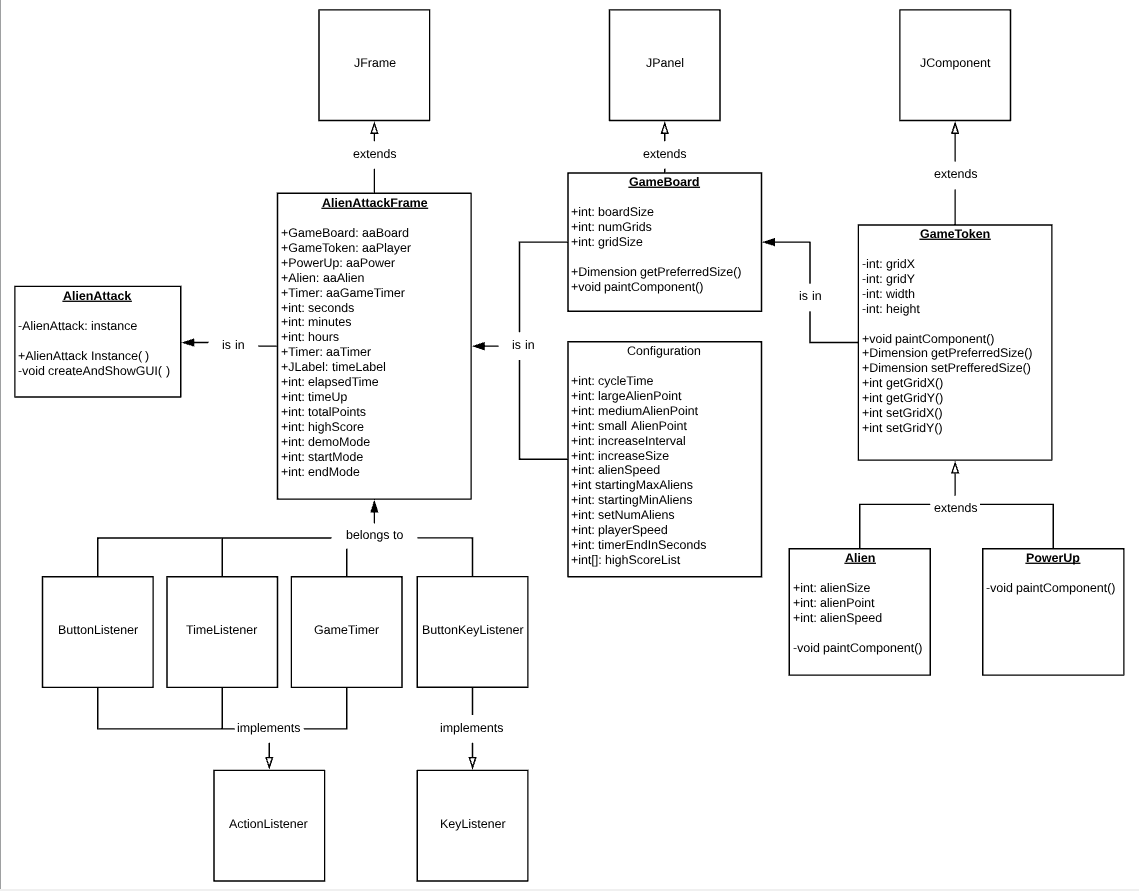 JFrame
JPanel
JComponent
extends
extends
extends
AlienAttackFrame
+GameBoard: aaBoard
+GameToken: aaPlayer
+PowerUp: aaPower
+Alien: aaAlien
+Timer: aaGameTimer
+int: seconds
+int: minutes
+int: hours
+Timer: aaTimer
+JLabel: timeLabel
+int: elapsedTime
+int: timeUp
+int: totalPoints
+int: highScore
+int: demoMode
+int: startMode
+int: endMode
GameBoard
+int: boardSize
+int: numGrids
+int: gridSize
+Dimension getPreferredSize()
+void paintComponent()
GameToken
-int: gridX
-int: gridY
-int: width
-int: height
+void paintComponent()
+Dimension getPreferredSize()
+Dimension setPrefferedSize()
+int getGridX()
+int getGridY()
+int setGridX()
+int setGridY()
is in
AlienAttack
-AlienAttack: instance
+AlienAttack Instance( )
-void createAndShowGUI( )
is in
is in
Configuration
+int: cycleTime
+int: largeAlienPoint
+int: mediumAlienPoint
+int: small AlienPoint
+int: increaseInterval
+int: increaseSize
+int: alienSpeed
+int startingMaxAliens
+int: startingMinAliens
+int: setNumAliens
+int: playerSpeed
+int: timerEndInSeconds
+int[]: highScoreList
extends
belongs to
Alien
+int: alienSize
+int: alienPoint
+int: alienSpeed
-void paintComponent()
PowerUp
-void paintComponent()
ButtonListener
TimeListener
GameTimer
ButtonKeyListener
implements
implements
ActionListener
KeyListener